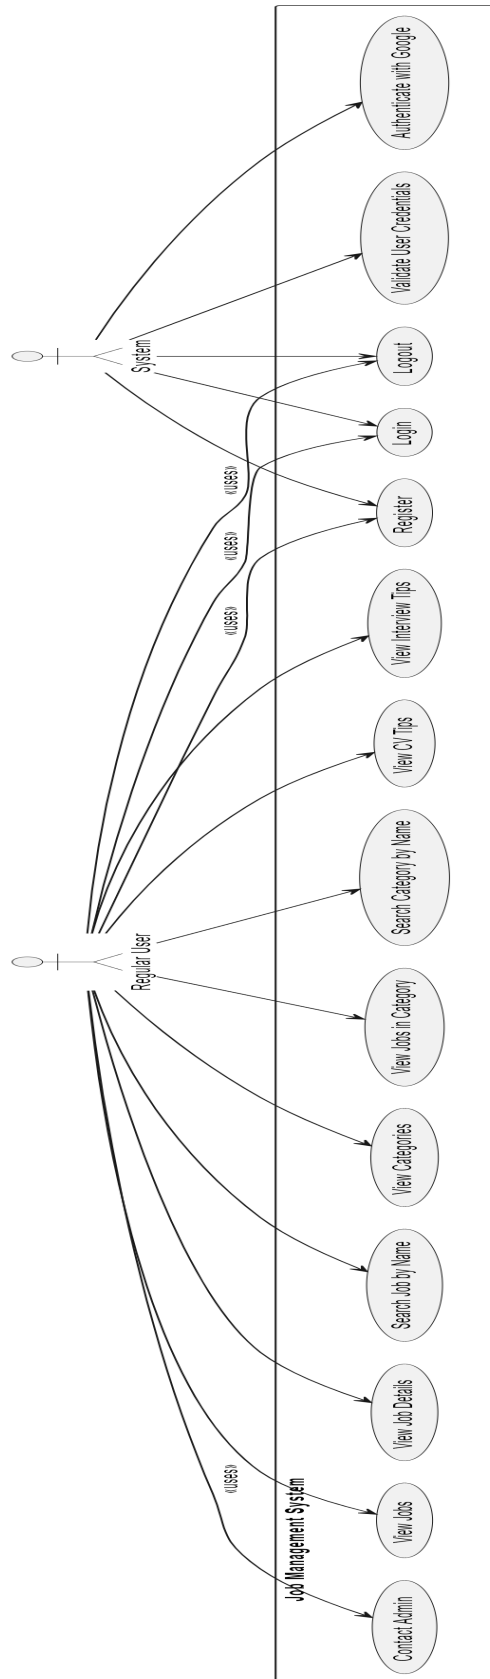 System
Regular User
«uses»
«uses»
«uses»
«uses»
Job Management System
Contact Admin
View Jobs
View Job Details
Search Job by Name
View Categories
View Jobs in Category
Search Category by Name
View CV Tips
View Interview Tips
Register
Login
Logout
Validate User Credentials
Authenticate with Google